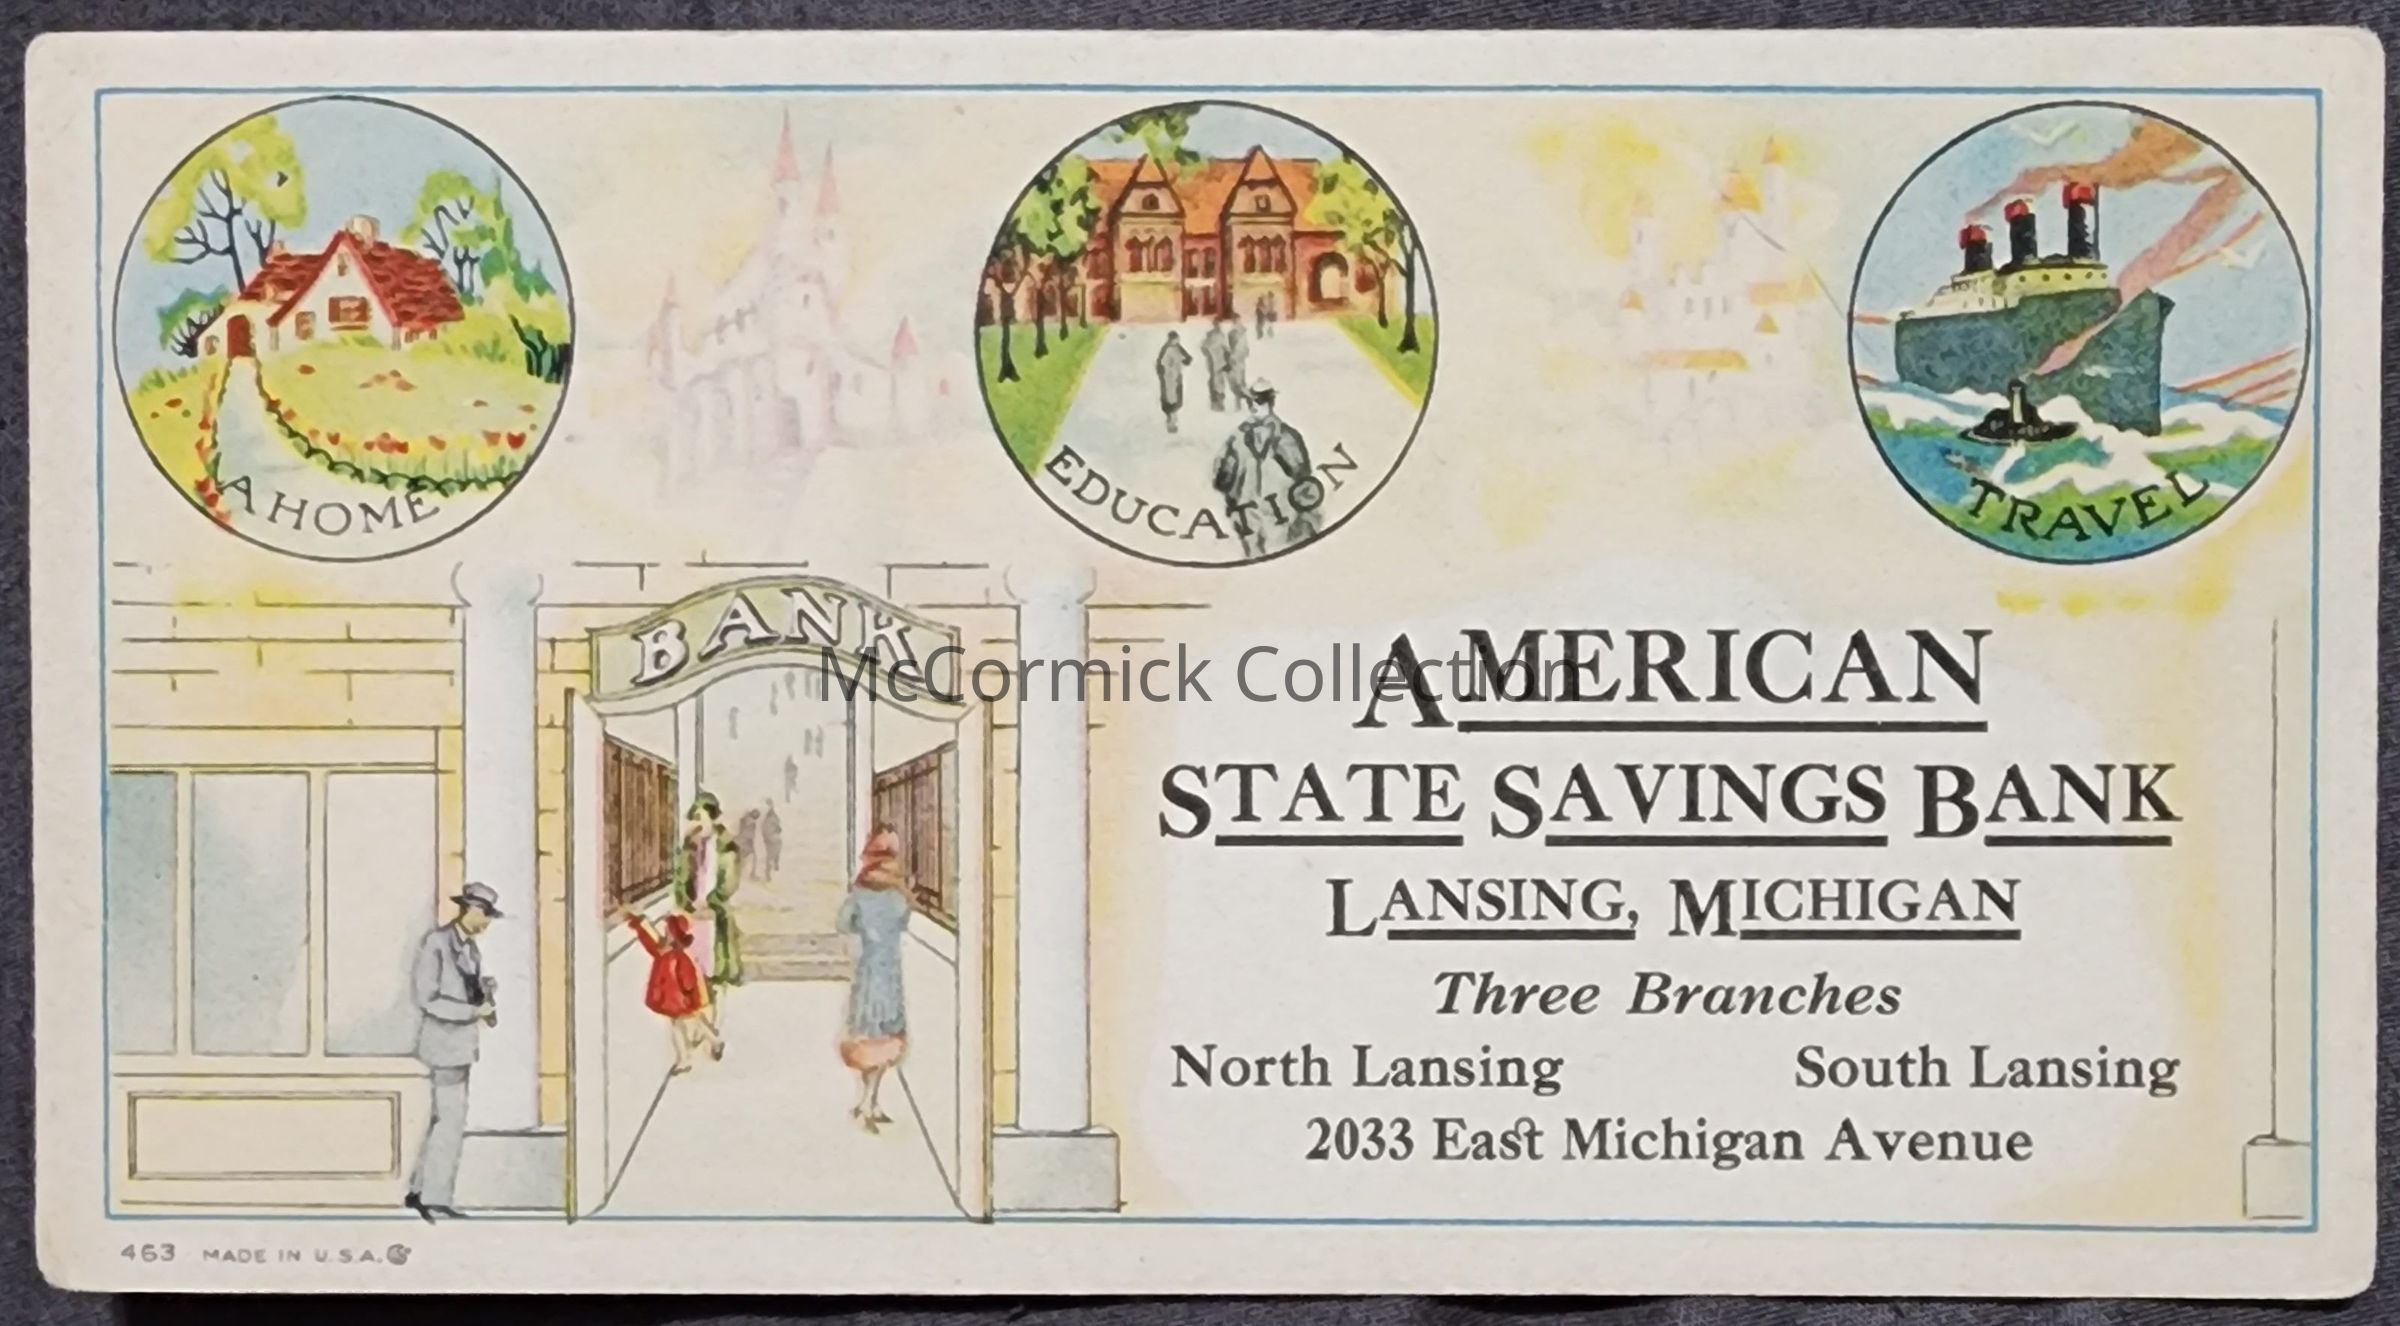 A HOME
EDUCATION
TRAVEL
BANK
McCormick Collection
AMERICAN
STATE SAVINGS BANK
LANSING, MICHIGAN
Three Branches
North Lansing South Lansing
2033 East Michigan Avenue
463 MADE IN U.S.A.